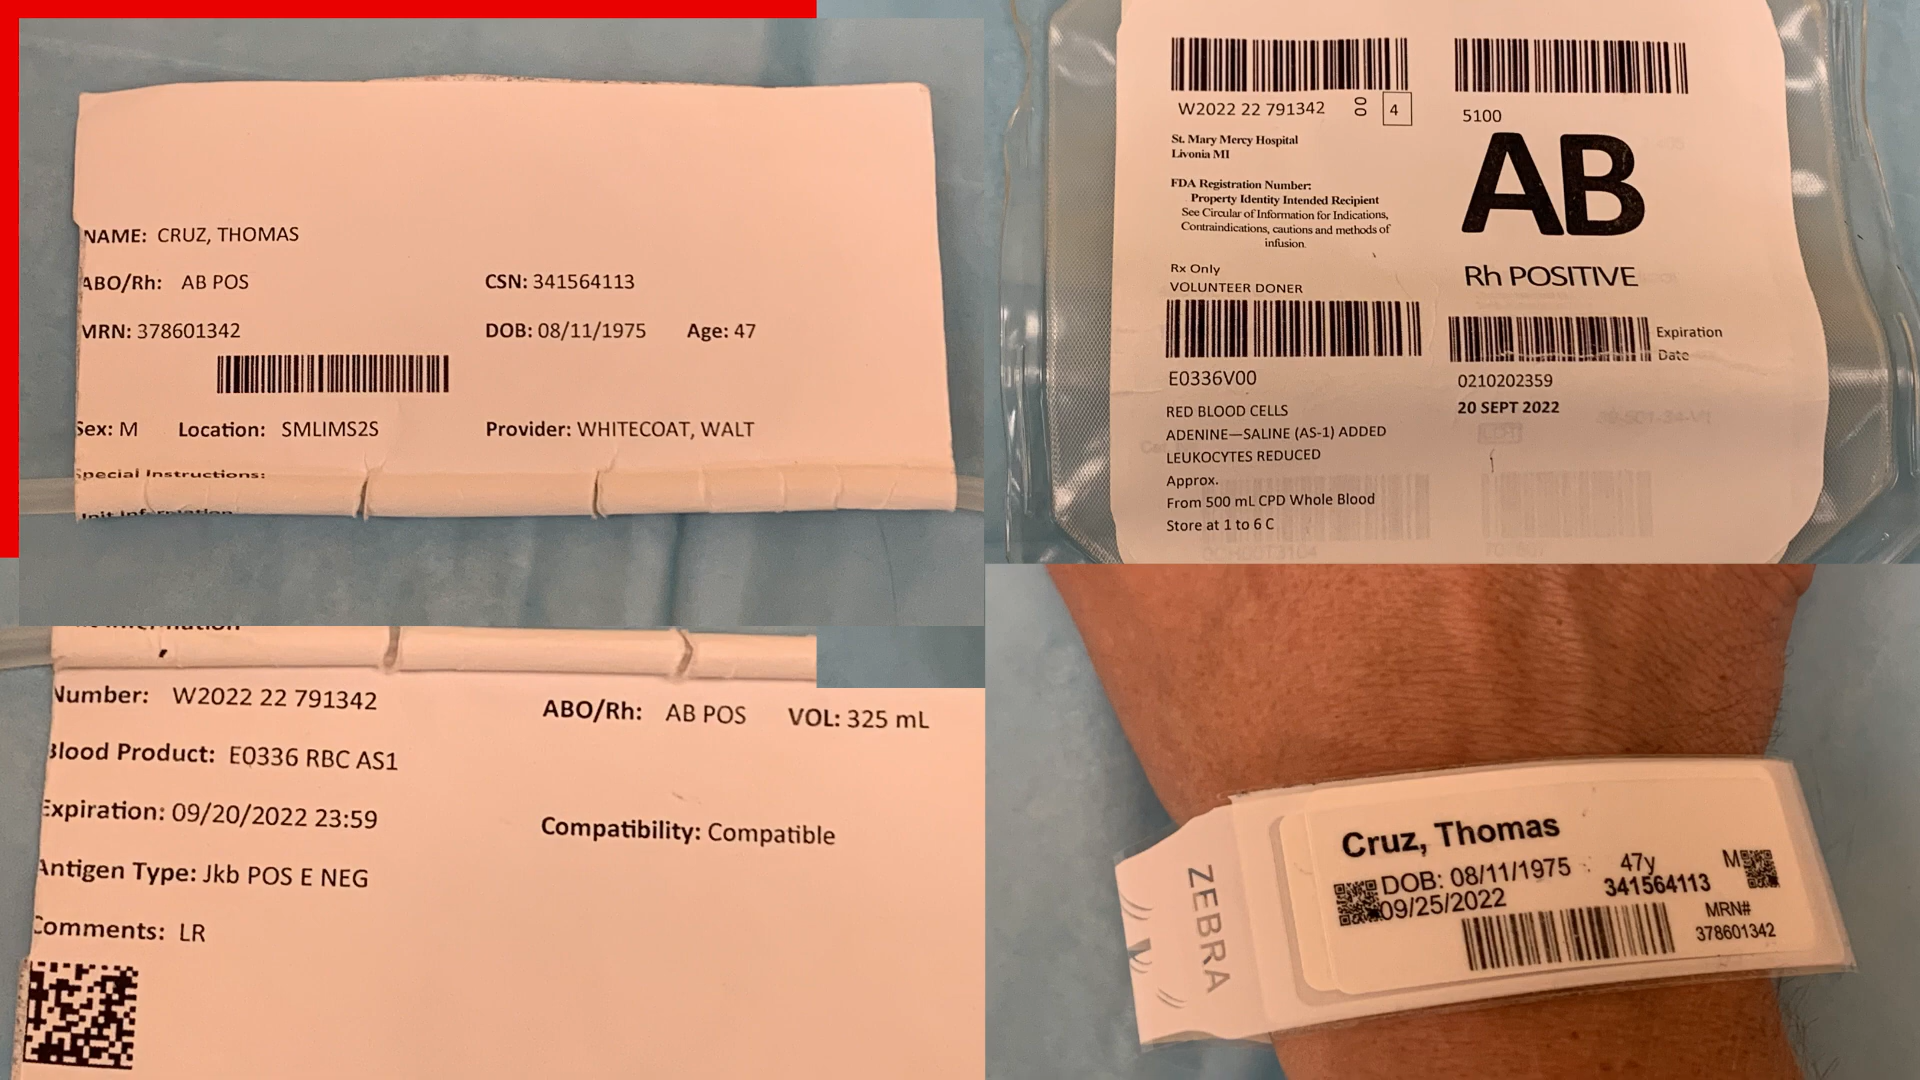 NAME: CRUZ, THOMAS
ABO/Rh: AB POS CSN: 341564113
MRN: 378601342 DOB: 08/11/1975 Age: 47
Sex: M Location: SMLIMS2S Provider: WHITECOAT, WALT
Special Instructions:
Unit Information
Number: W2022 22 791342 ABO/Rh: AB POS VOL: 325 mL
Blood Product: E0336 RBC AS1
Expiration: 09/20/2022 23:59 Compatibility: Compatible
Antigen Type: Jkb POS E NEG
Comments: LR
W2022 22 791342 00 4
5100
St. Mary Mercy Hospital
Livonia MI
AB
FDA Registration Number:
Property Identity Intended Recipient
See Circular of Information for Indications,
Contraindications, cautions and methods of
infusion.
Rh POSITIVE
Rx Only
VOLUNTEER DONER
Expiration
Date
E0336V00
0210202359
20 SEPT 2022
RED BLOOD CELLS
ADENINE—SALINE (AS-1) ADDED
LEUKOCYTES REDUCED
Approx.
From 500 mL CPD Whole Blood
Store at 1 to 6 C
ZEBRA
Cruz, Thomas
DOB: 08/11/1975 47y M
09/25/2022 341564113
MRN#
378601342